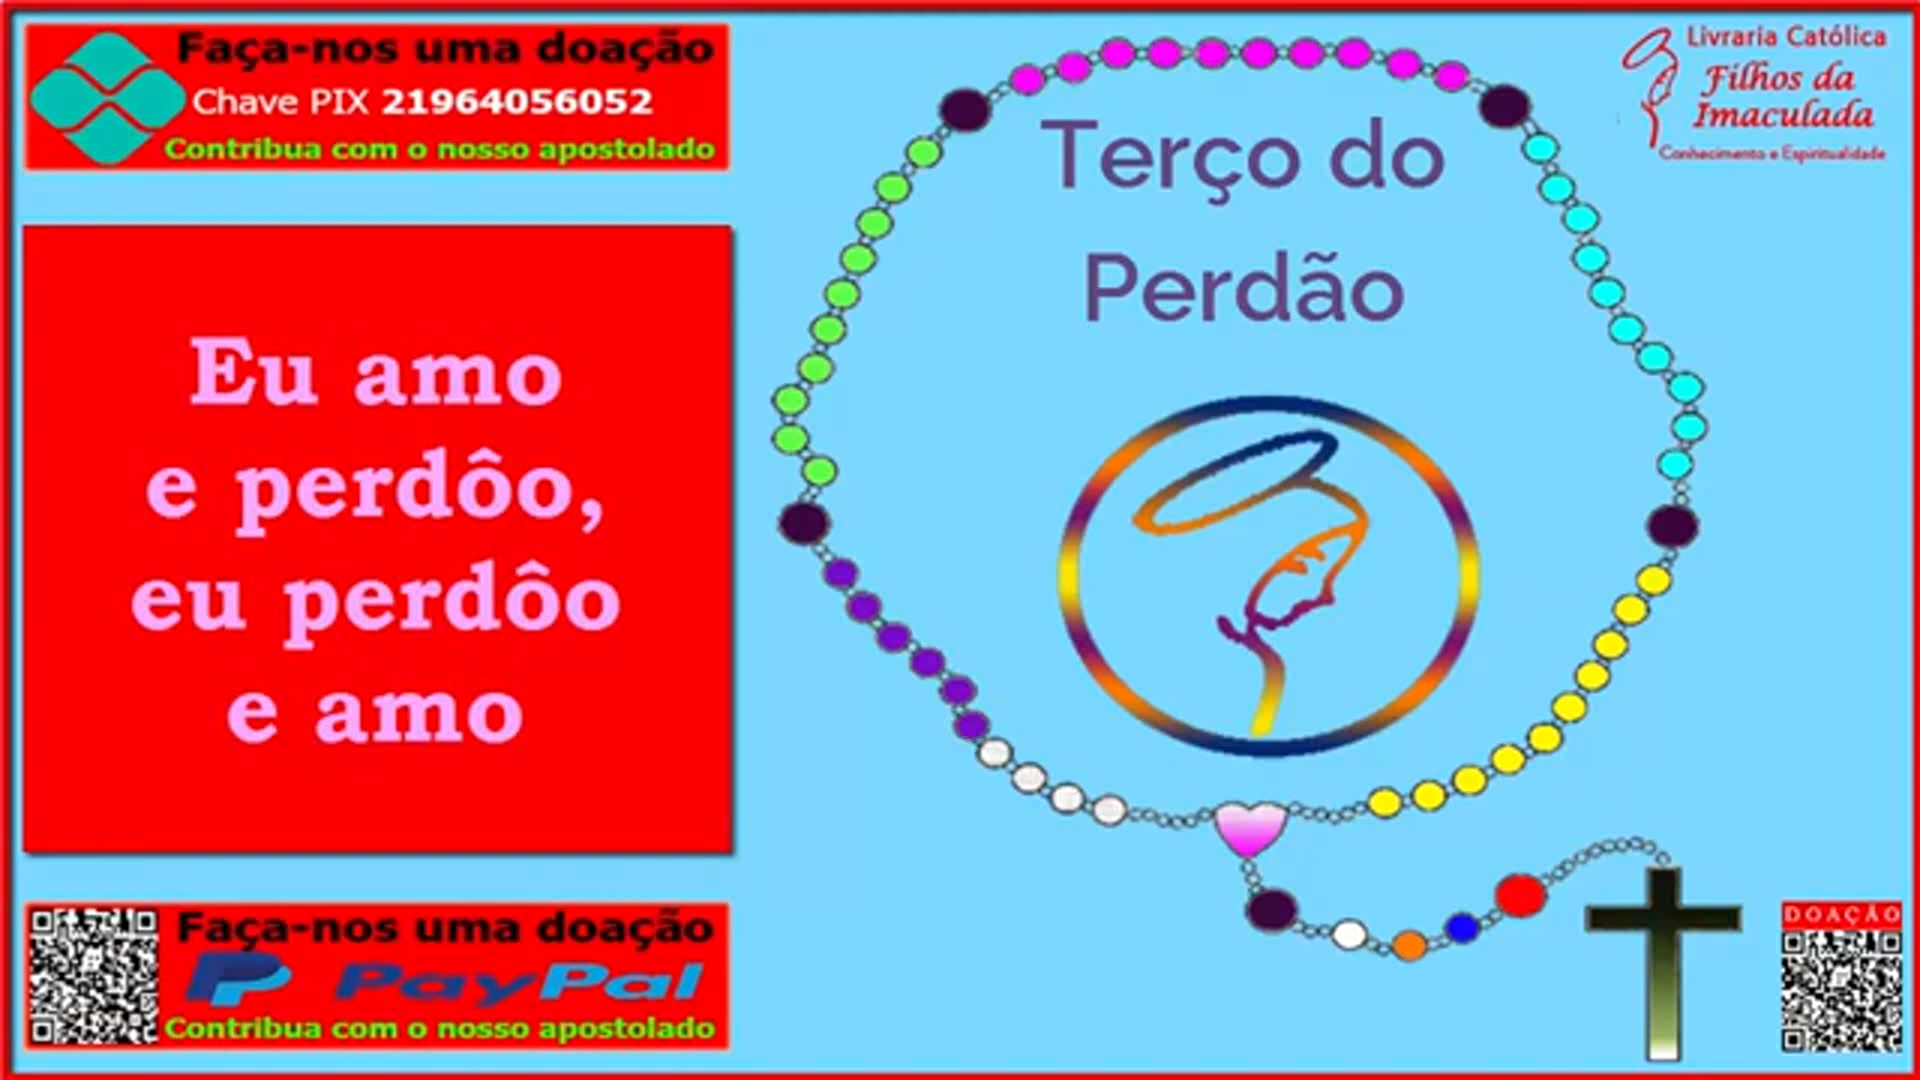 Faça-nos uma doação
Chave PIX 21964056052
Contribua com o nosso apostolado
Livraria Católica
Filhos da
Imaculada
Conhecimento e Espiritualidade
Terço do
Perdão
Eu amo
e perdôo,
eu perdôo
e amo
Faça-nos uma doação
PayPal
Contribua com o nosso apostolado
DOAÇÃO